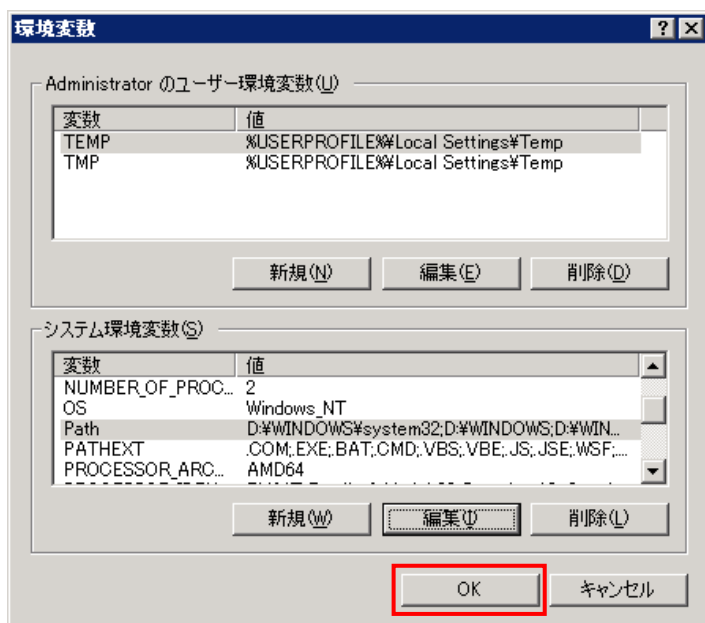 環境変数
Administrator のユーザー環境変数(U)
変数 値
TEMP %USERPROFILE%¥Local Settings¥Temp
TMP %USERPROFILE%¥Local Settings¥Temp
新規(N) 編集(E) 削除(D)
システム環境変数(S)
変数 値
NUMBER_OF_PROC... 2
OS Windows_NT
Path D:¥WINDOWS¥system32;D:¥WINDOWS;D:¥WIN...
PATHEXT .COM;.EXE;.BAT;.CMD;.VBS;.VBE;.JS;.JSE;.WSF;....
PROCESSOR_ARC... AMD64
新規(W) 編集(I) 削除(L)
OK キャンセル